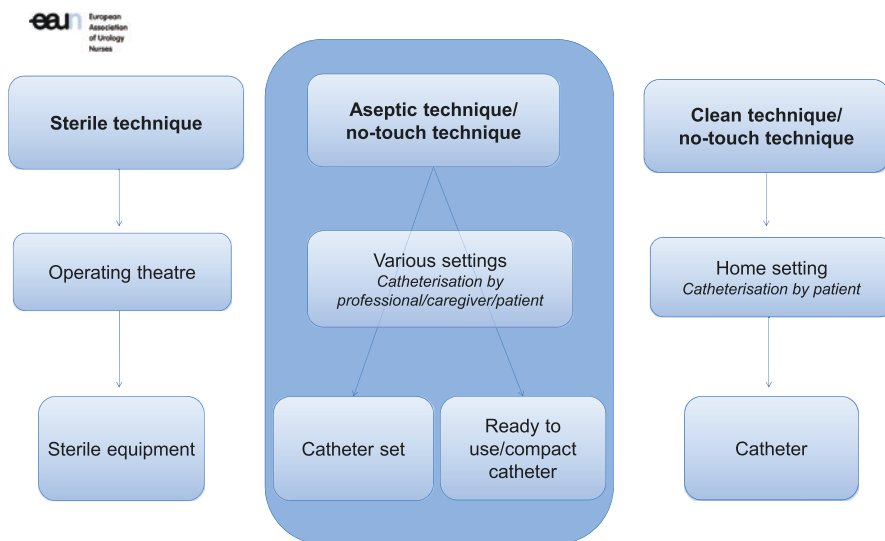 eaun
European
Association
of Urology
Nurses
Sterile technique
Operating theatre
Sterile equipment
Aseptic technique/
no-touch technique
Various settings
Catheterisation by
professional/caregiver/patient
Catheter set
Ready to
use/compact
catheter
Clean technique/
no-touch technique
Home setting
Catheterisation by patient
Catheter